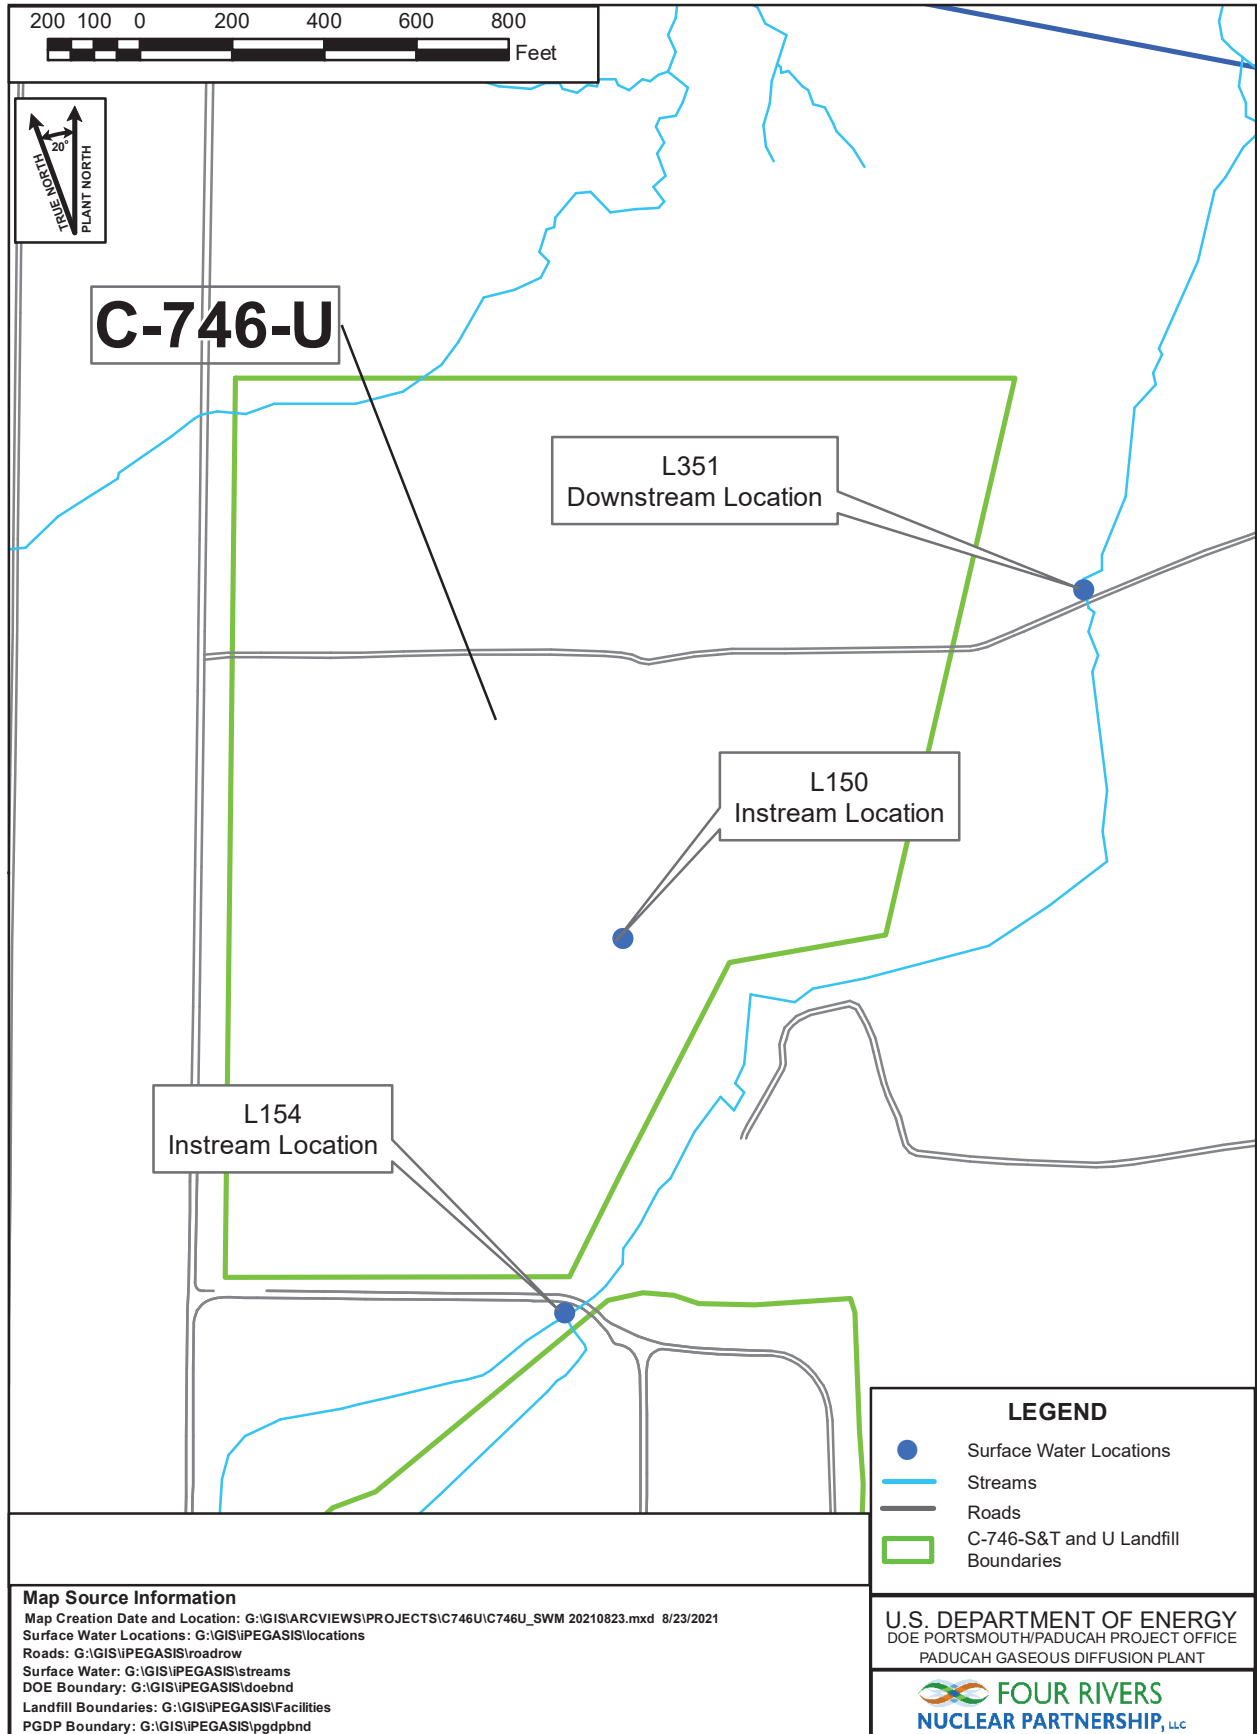 200 100 0 200 400 600 800
Feet
20°
TRUE NORTH
PLANT NORTH
C-746-U
L351
Downstream Location
L150
Instream Location
L154
Instream Location
LEGEND
Surface Water Locations
Streams
Roads
C-746-S&T and U Landfill
Boundaries
Map Source Information
Map Creation Date and Location: G:\GIS\ARCVIEWS\PROJECTS\C746U\C746U_SWM 20210823.mxd 8/23/2021
Surface Water Locations: G:\GIS\iPEGASIS\locations
Roads: G:\GIS\iPEGASIS\roadrow
Surface Water: G:\GIS\iPEGASIS\streams
DOE Boundary: G:\GIS\iPEGASIS\doebnd
Landfill Boundaries: G:\GIS\iPEGASIS\Facilities
PGDP Boundary: G:\GIS\iPEGASIS\pgdpbnd
U.S. DEPARTMENT OF ENERGY
DOE PORTSMOUTH/PADUCAH PROJECT OFFICE
PADUCAH GASEOUS DIFFUSION PLANT
FOUR RIVERS
NUCLEAR PARTNERSHIP, LLC